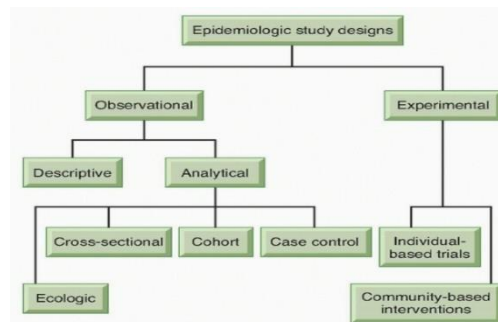 Epidemiologic study designs
Observational
Experimental
Descriptive
Analytical
Cross-sectional
Cohort
Case control
Individual-
based trials
Ecologic
Community-based
interventions